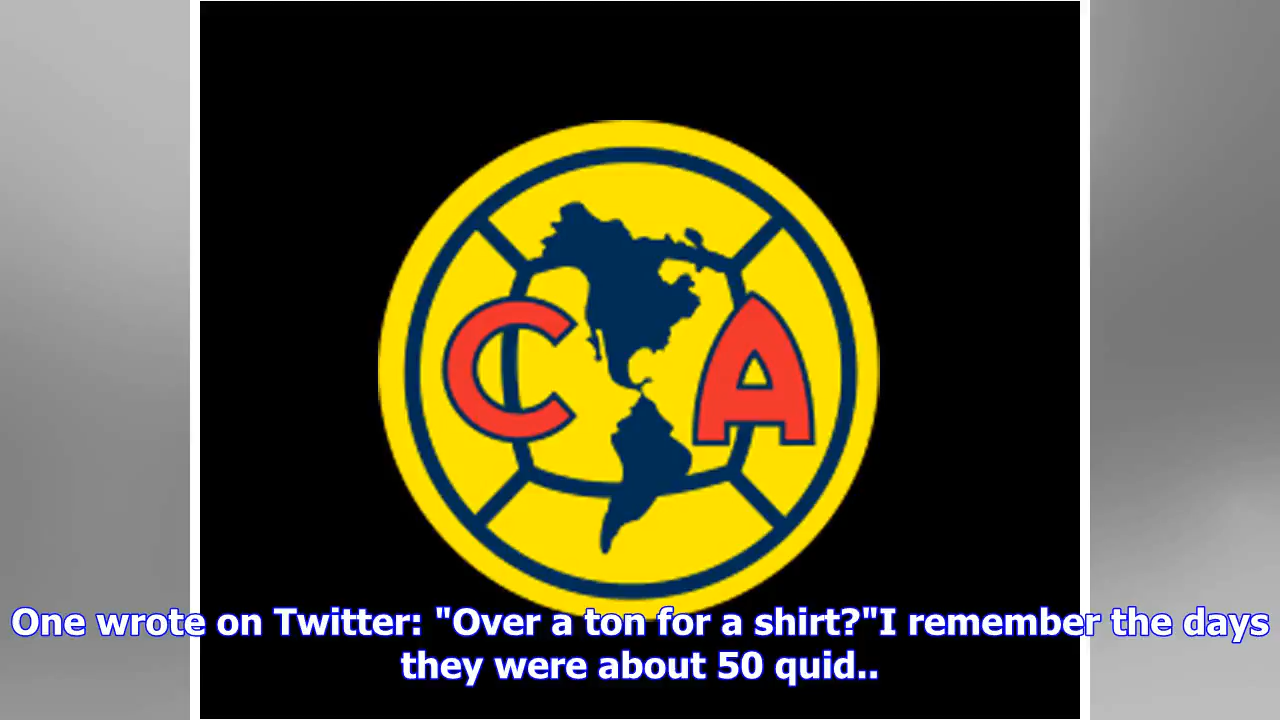 C A
One wrote on Twitter: "Over a ton for a shirt?"I remember the days
they were about 50 quid..